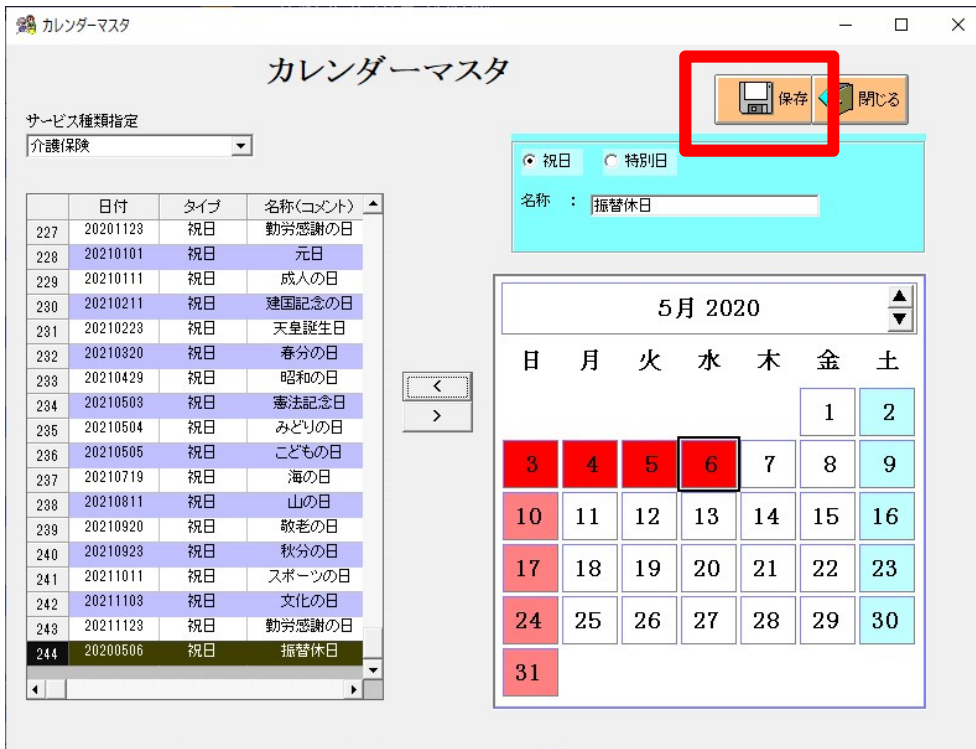 カレンダーマスタ
カレンダーマスタ
保存 閉じる
サービス種類指定
介護保険
祝日 特別日
名称 : 振替休日
日付 タイプ 名称(コメント)
227 20201123 祝日 勤労感謝の日
228 20210101 祝日 元日
229 20210111 祝日 成人の日
230 20210211 祝日 建国記念の日
231 20210223 祝日 天皇誕生日
232 20210320 祝日 春分の日
233 20210429 祝日 昭和の日
234 20210503 祝日 憲法記念日
235 20210504 祝日 みどりの日
236 20210505 祝日 こどもの日
237 20210719 祝日 海の日
238 20210811 祝日 山の日
239 20210920 祝日 敬老の日
240 20210923 祝日 秋分の日
241 20211011 祝日 スポーツの日
242 20211103 祝日 文化の日
243 20211123 祝日 勤労感謝の日
244 20200506 祝日 振替休日
<
>
5月 2020
日 月 火 水 木 金 土
1 2
3 4 5 6 7 8 9
10 11 12 13 14 15 16
17 18 19 20 21 22 23
24 25 26 27 28 29 30
31